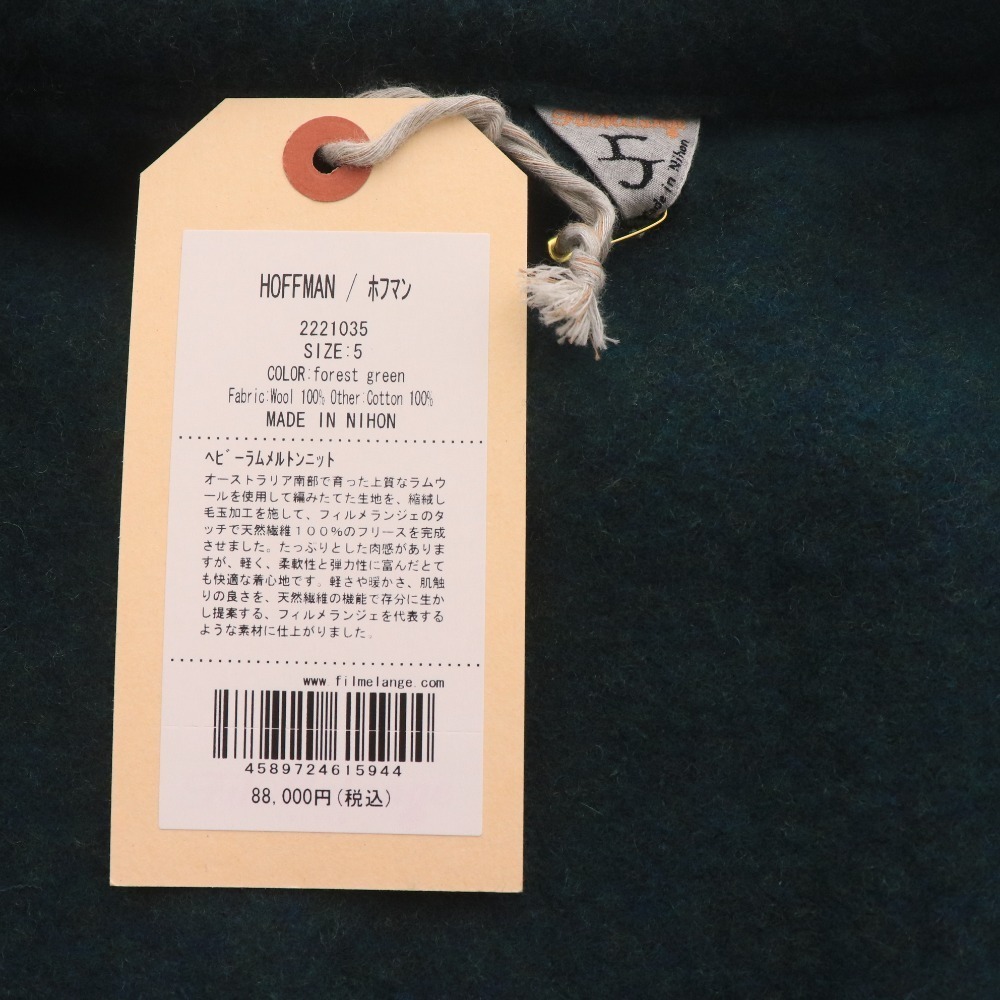 HOFFMAN / ホフマン
2221035
SIZE:5
COLOR:forest green
Fabric:Wool 100% Other:Cotton 100%
MADE IN NIHON
ヘビーラムメルトンニット
オーストラリア南部で育った上質なラムウ
ールを使用して編みたてた生地を、縮絨し
毛玉加工を施して、フィルメランジェのタ
ッチで天然繊維１００％のフリースを完成
させました。たっぷりとした肉感がありま
すが、軽く、柔軟性と弾力性に富んだとて
も快適な着心地です。軽さや暖かさ、肌触
りの良さを、天然繊維の機能で存分に生か
し提案する、フィルメランジェを代表する
ような素材に仕上がりました。
www.filmelange.com
4589724615944
88,000円(税込)
5
in Nihon